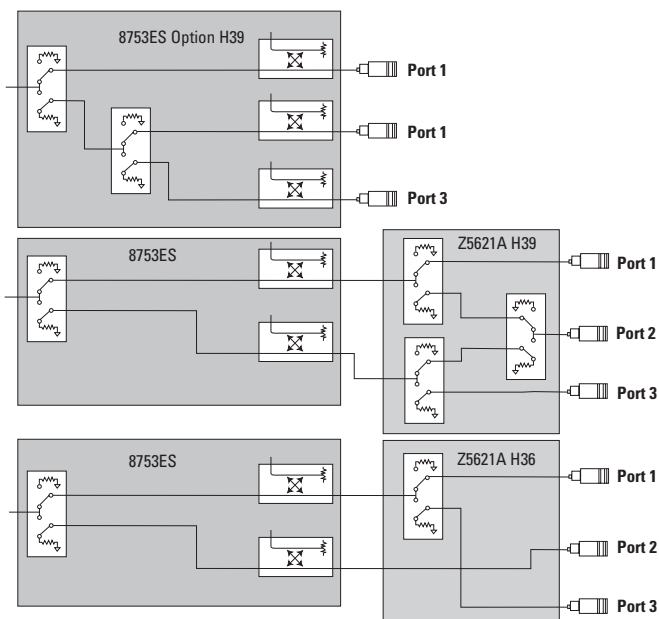 8753ES Option H39
Port 1
Port 1
Port 3
8753ES
Z5621A H39
Port 1
Port 2
Port 3
8753ES
Z5621A H36
Port 1
Port 2
Port 3